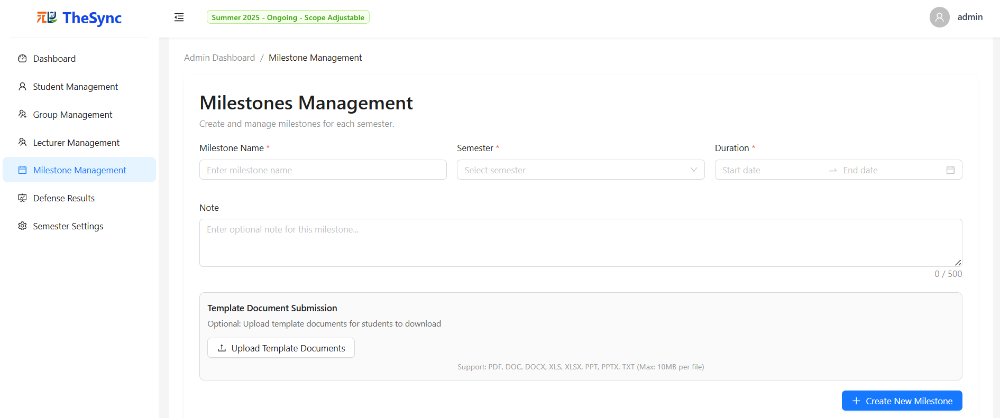 TheSync
Summer 2025 - Ongoing - Scope Adjustable
admin
Dashboard
Student Management
Group Management
Lecturer Management
Milestone Management
Defense Results
Semester Settings
Admin Dashboard / Milestone Management
Milestones Management
Create and manage milestones for each semester.
Milestone Name *
Enter milestone name
Semester *
Select semester
Duration *
Start date → End date
Note
Enter optional note for this milestone...
0 / 500
Template Document Submission
Optional: Upload template documents for students to download
Upload Template Documents
Support: PDF, DOC, DOCX, XLS, XLSX, PPT, PPTX, TXT (Max: 10MB per file)
+ Create New Milestone